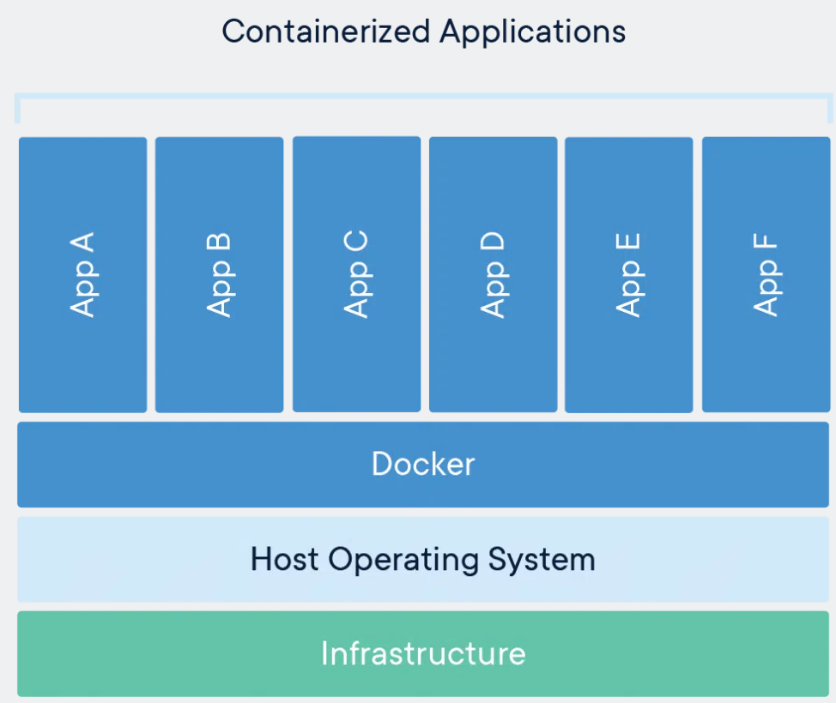 Containerized Applications
App A
App B
App C
App D
App E
App F
Docker
Host Operating System
Infrastructure